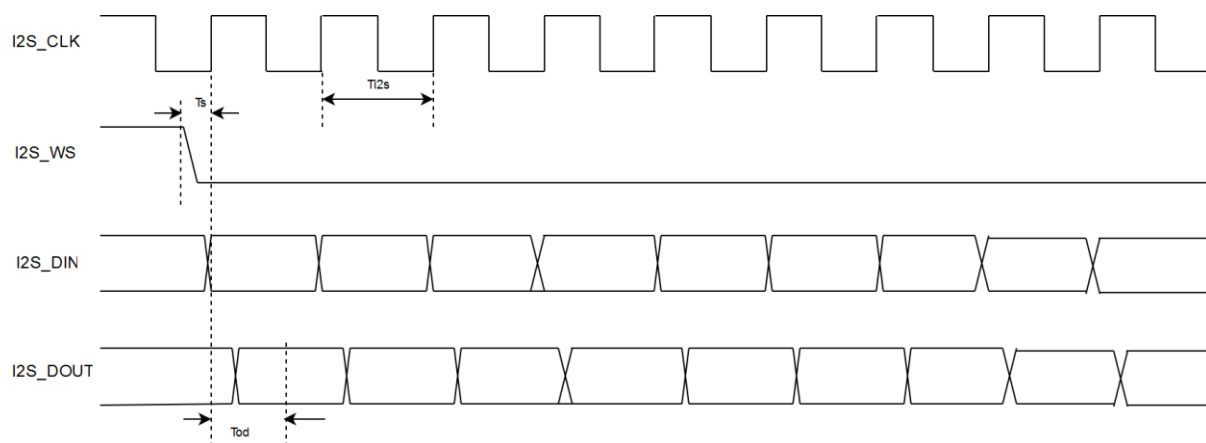 I2S_CLK
Ti2s
Ts
I2S_WS
I2S_DIN
I2S_DOUT
Tod